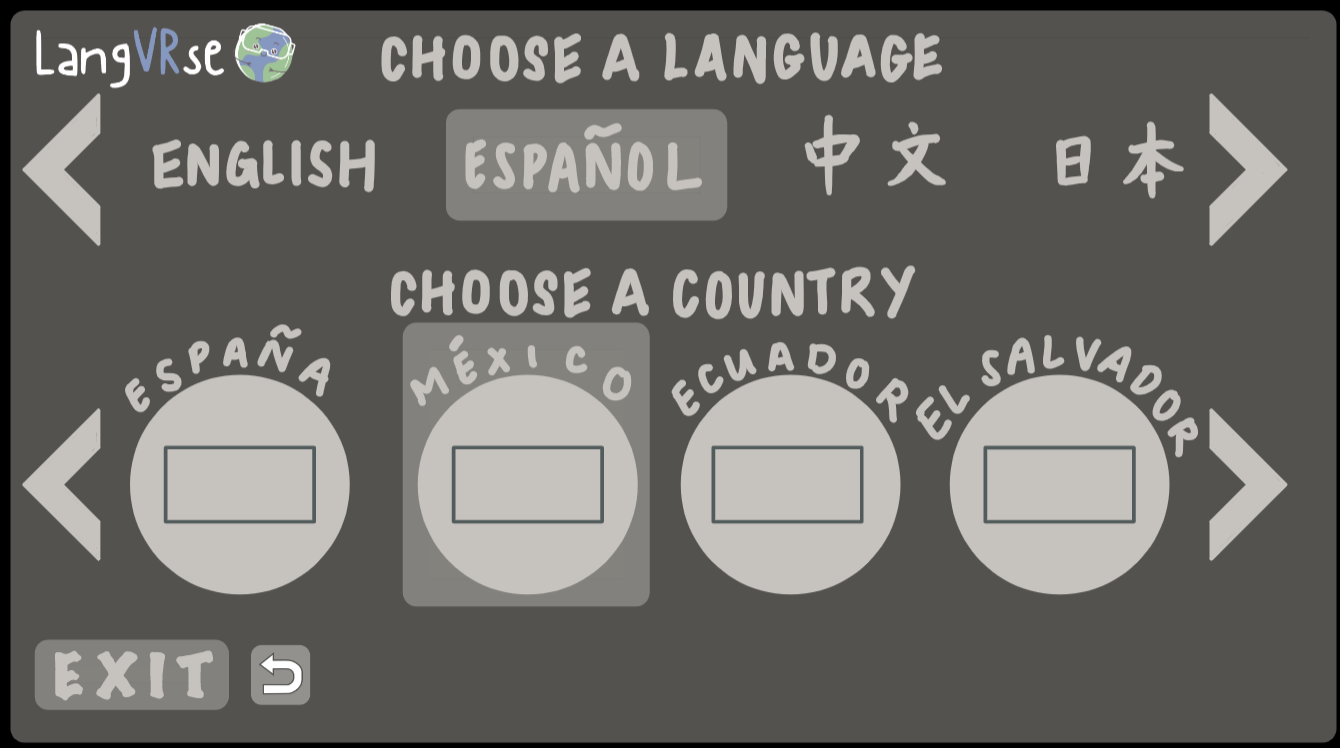 LangVRse
CHOOSE A LANGUAGE
ENGLISH
ESPAÑOL
中文
日本
CHOOSE A COUNTRY
ESPAÑA
MÉXICO
ECUADOR
EL SALVADOR
EXIT